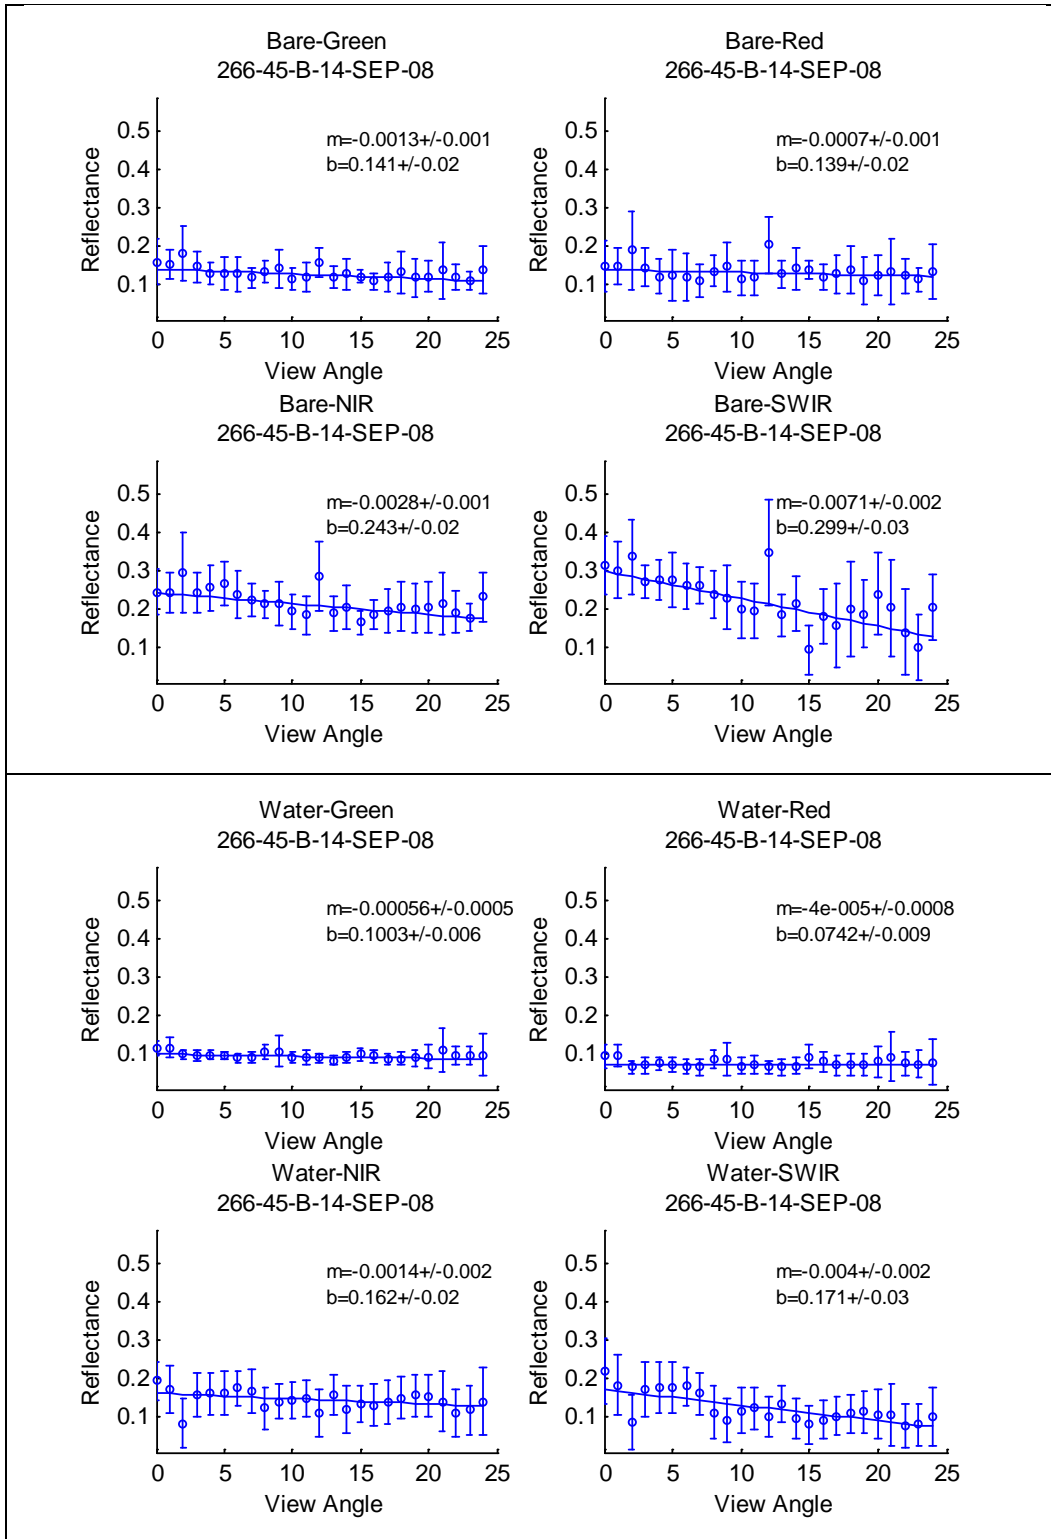 Bare-Green
266-45-B-14-SEP-08
m=-0.0013+/-0.001
b=0.141+/-0.02
Reflectance
0.5
0.4
0.3
0.2
0.1
0 5 10 15 20 25
View Angle
Bare-Red
266-45-B-14-SEP-08
m=-0.0007+/-0.001
b=0.139+/-0.02
Reflectance
0.5
0.4
0.3
0.2
0.1
0 5 10 15 20 25
View Angle
Bare-NIR
266-45-B-14-SEP-08
m=-0.0028+/-0.001
b=0.243+/-0.02
Reflectance
0.5
0.4
0.3
0.2
0.1
0 5 10 15 20 25
View Angle
Bare-SWIR
266-45-B-14-SEP-08
m=-0.0071+/-0.002
b=0.299+/-0.03
Reflectance
0.5
0.4
0.3
0.2
0.1
0 5 10 15 20 25
View Angle
Water-Green
266-45-B-14-SEP-08
m=-0.00056+/-0.0005
b=0.1003+/-0.006
Reflectance
0.5
0.4
0.3
0.2
0.1
0 5 10 15 20 25
View Angle
Water-Red
266-45-B-14-SEP-08
m=-4e-005+/-0.0008
b=0.0742+/-0.009
Reflectance
0.5
0.4
0.3
0.2
0.1
0 5 10 15 20 25
View Angle
Water-NIR
266-45-B-14-SEP-08
m=-0.0014+/-0.002
b=0.162+/-0.02
Reflectance
0.5
0.4
0.3
0.2
0.1
0 5 10 15 20 25
View Angle
Water-SWIR
266-45-B-14-SEP-08
m=-0.004+/-0.002
b=0.171+/-0.03
Reflectance
0.5
0.4
0.3
0.2
0.1
0 5 10 15 20 25
View Angle